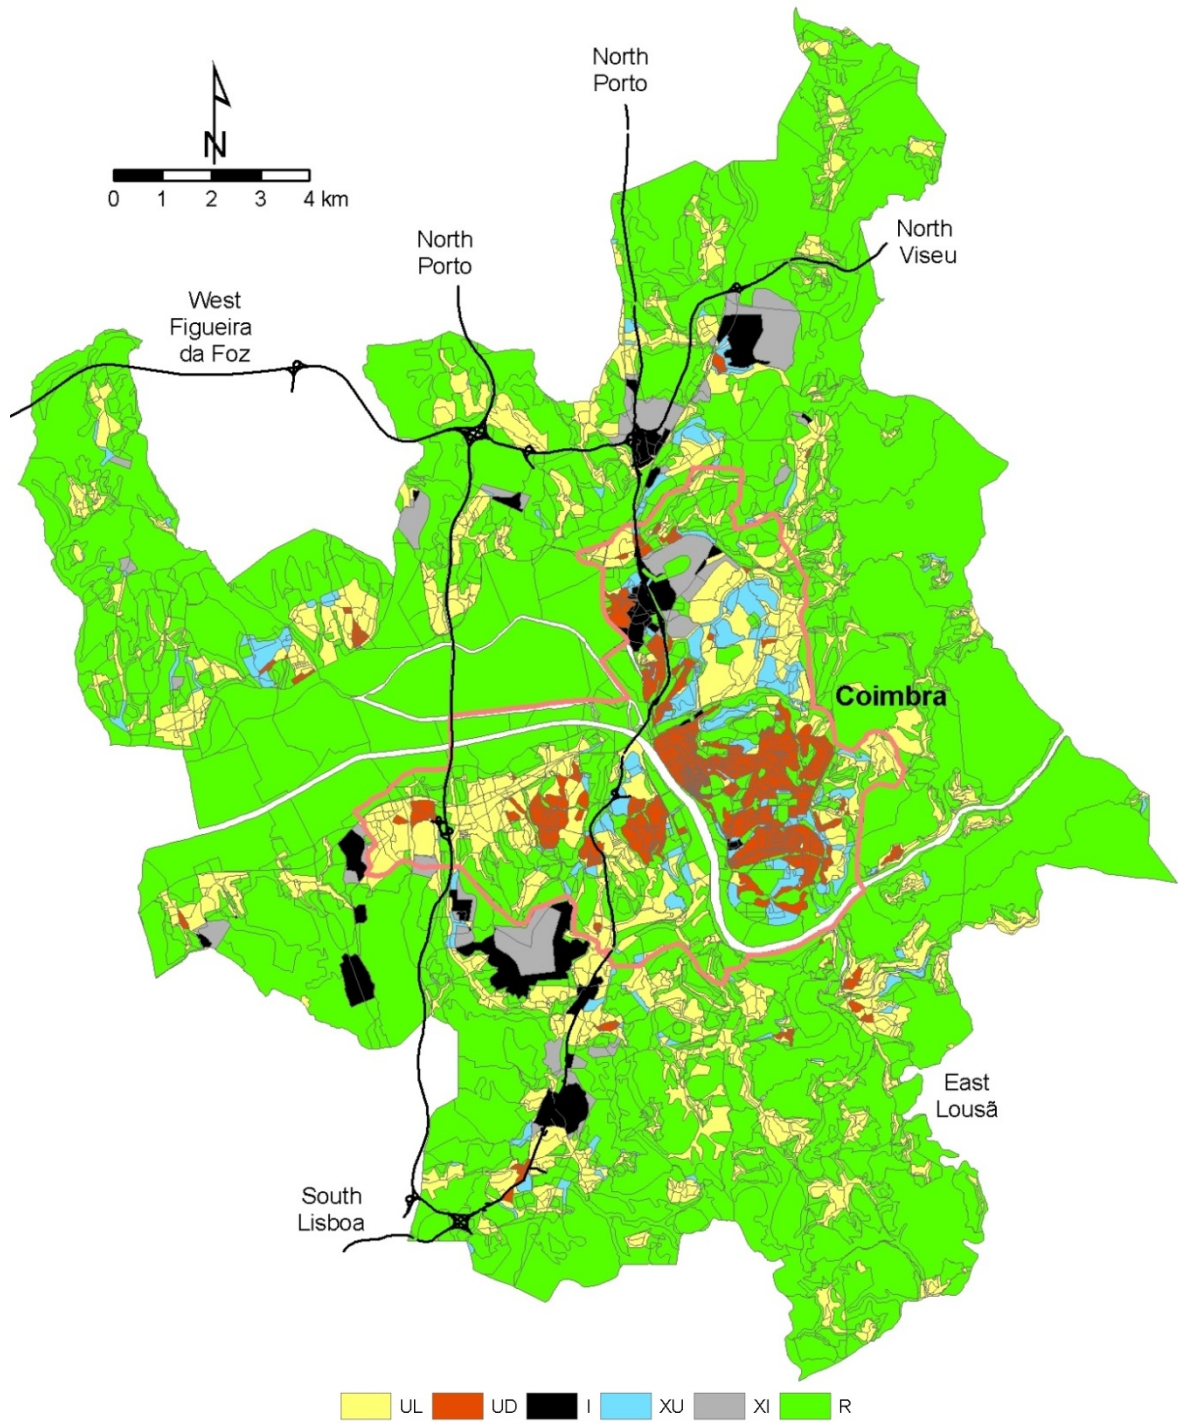 North
Porto
N
0 1 2 3 4 km
North
Viseu
North
Porto
West
Figueira
da Foz
Coimbra
East
Lousã
South
Lisboa
UL UD I XU XI R